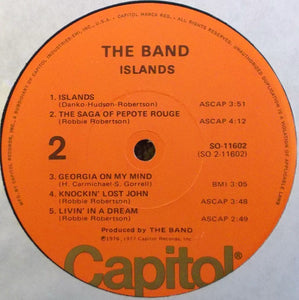 THE BAND
ISLANDS
1. ISLANDS
(Danko-Hudson-Robertson) ASCAP 3:51
2. THE SAGA OF PEPOTE ROUGE
(Robbie Robertson) ASCAP 4:12
2
SO-11602
(SO 2-11602)
3. GEORGIA ON MY MIND
(H. Carmichael-S. Gorrell) BMI 3:05
4. KNOCKIN' LOST JOHN
(Robbie Robertson) ASCAP 3:48
5. LIVIN' IN A DREAM
(Robbie Robertson) ASCAP 2:49
Produced by THE BAND
℗1976, 1977 Capitol Records, Inc.
Capitol